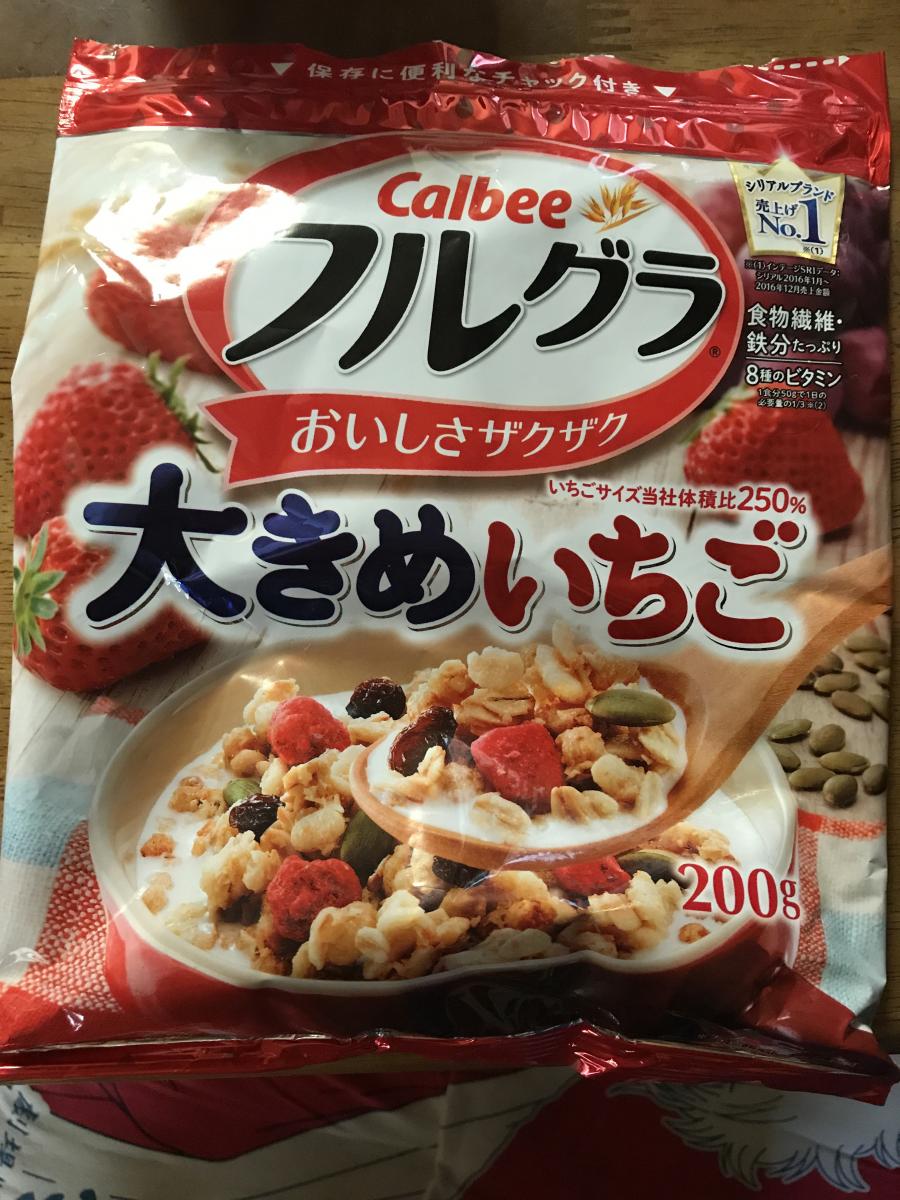 ▼ 保存に便利なチャック付き ▼
Calbee
フルグラ®
おいしさザクザク
シリアルブランド
売上げ
No.1
※(1)
※(1)インテージSRIデータ:
シリアル2016年1月~
2016年12月売上金額
食物繊維・
鉄分たっぷり
8種のビタミン
1食分50gで1日の
必要量の1/3※(2)
いちごサイズ当社体積比250%
大きめいちご
200g